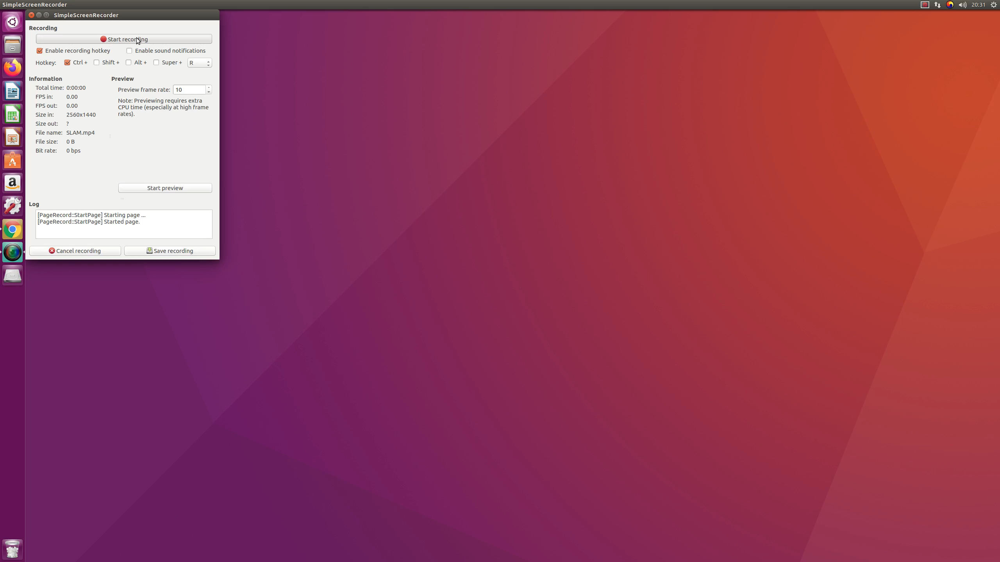 SimpleScreenRecorder
20:31
SimpleScreenRecorder
Recording
Start recording
Enable recording hotkey
Enable sound notifications
Hotkey: Ctrl + Shift + Alt + Super + R
Information
Total time: 0:00:00
FPS in: 0.00
FPS out: 0.00
Size in: 2560x1440
Size out: ?
File name: SLAM.mp4
File size: 0 B
Bit rate: 0 bps
Preview
Preview frame rate: 10
Note: Previewing requires extra
CPU time (especially at high frame
rates).
Start preview
Log
[PageRecord::StartPage] Starting page ...
[PageRecord::StartPage] Started page.
Cancel recording
Save recording